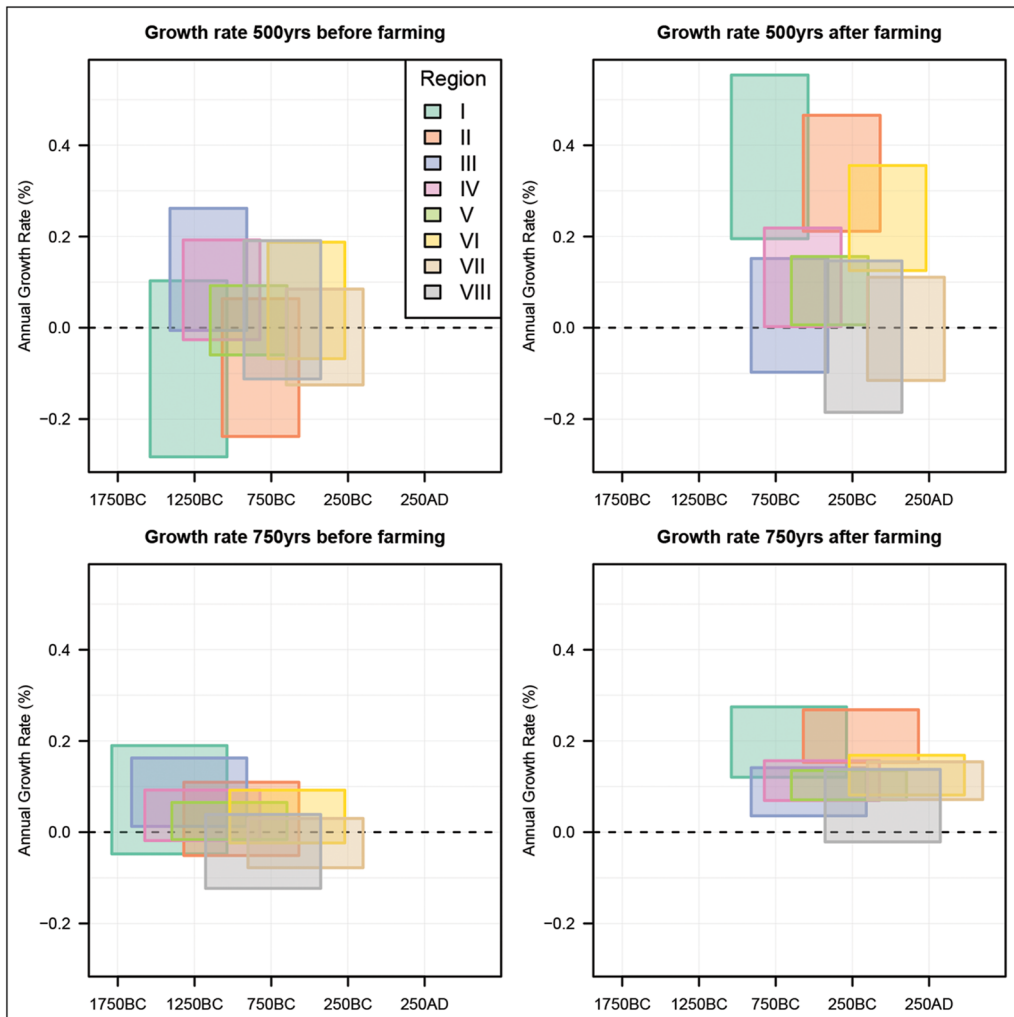 Growth rate 500yrs before farming
Annual Growth Rate (%)
0.4
0.2
0.0
−0.2
1750BC 1250BC 750BC 250BC 250AD
Region
I
II
III
IV
V
VI
VII
VIII
Growth rate 500yrs after farming
Annual Growth Rate (%)
0.4
0.2
0.0
−0.2
1750BC 1250BC 750BC 250BC 250AD
Growth rate 750yrs before farming
Annual Growth Rate (%)
0.4
0.2
0.0
−0.2
1750BC 1250BC 750BC 250BC 250AD
Growth rate 750yrs after farming
Annual Growth Rate (%)
0.4
0.2
0.0
−0.2
1750BC 1250BC 750BC 250BC 250AD